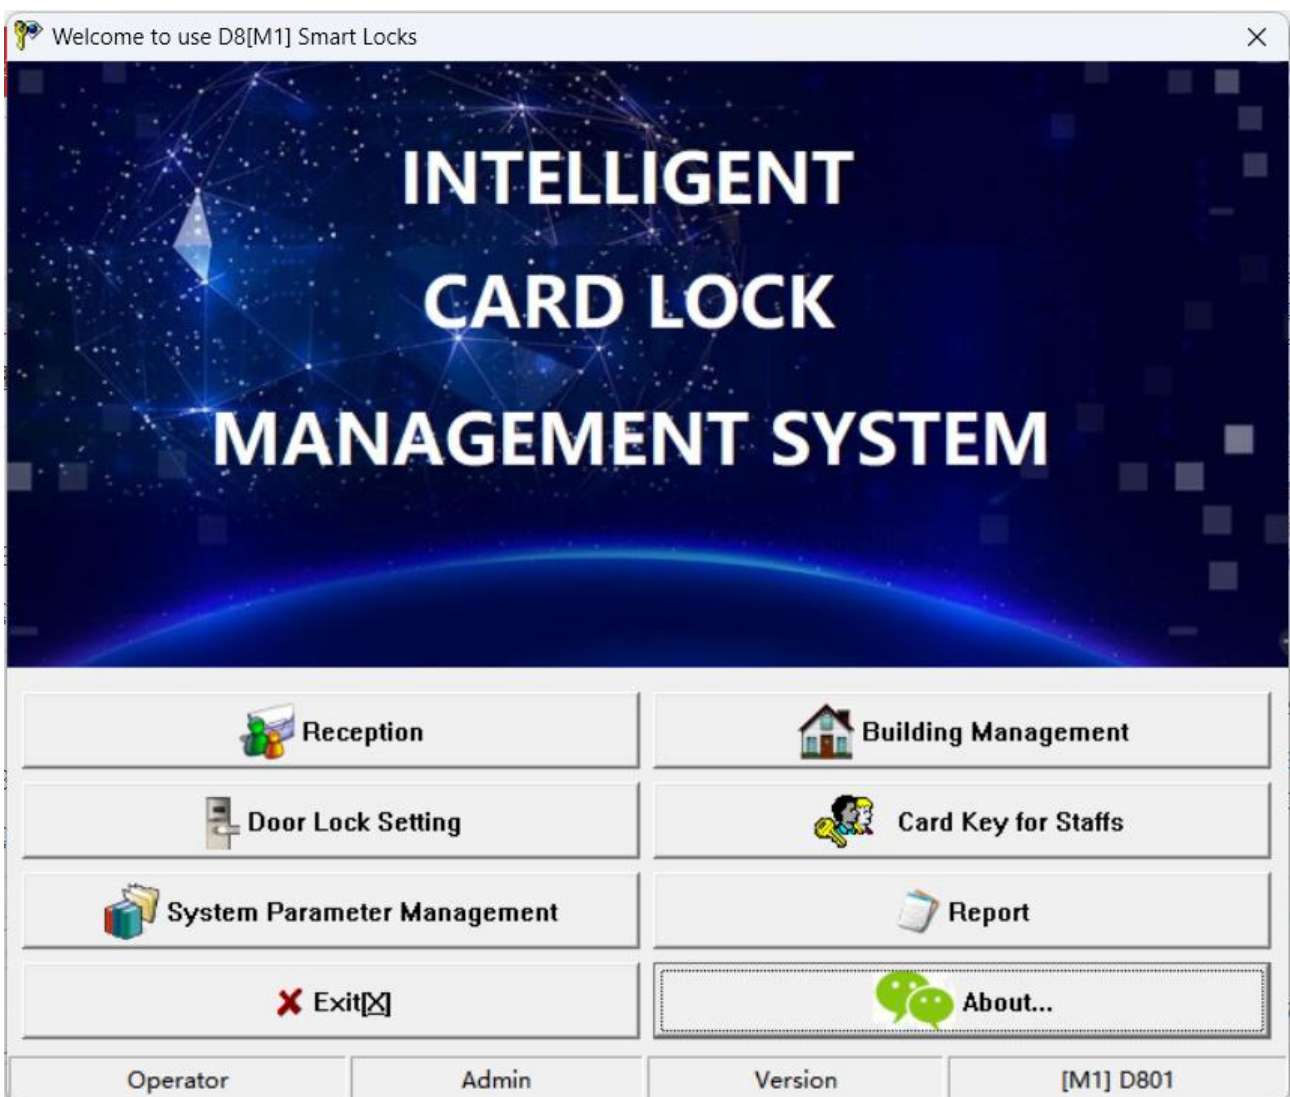 Welcome to use D8[M1] Smart Locks
INTELLIGENT
CARD LOCK
MANAGEMENT SYSTEM
Reception
Building Management
Door Lock Setting
Card Key for Staffs
System Parameter Management
Report
Exit[X]
About...
Operator
Admin
Version
[M1] D801